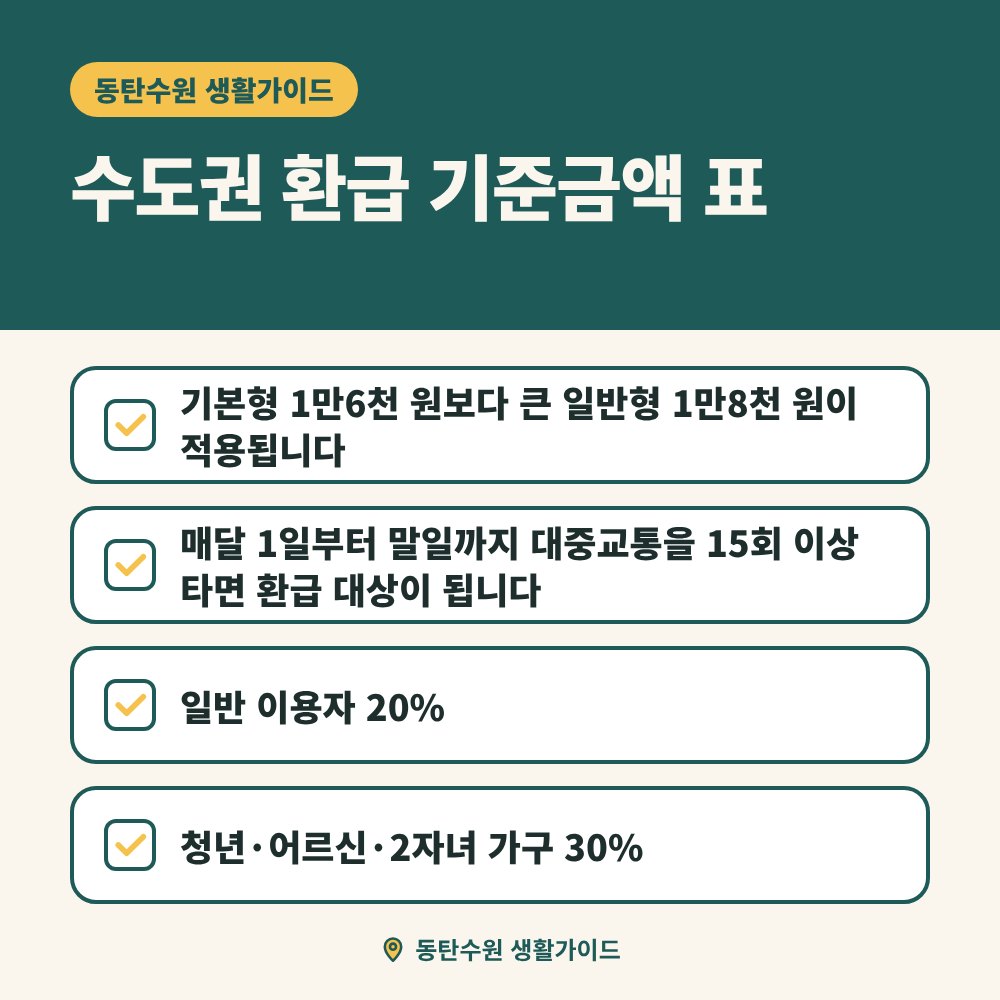 동탄수원 생활가이드
수도권 환급 기준금액 표
기본형 1만6천 원보다 큰 일반형 1만8천 원이
적용됩니다
매달 1일부터 말일까지 대중교통을 15회 이상
타면 환급 대상이 됩니다
일반 이용자 20%
청년·어르신·2자녀 가구 30%
동탄수원 생활가이드